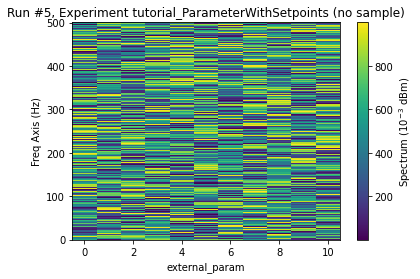 Run #5, Experiment tutorial_ParameterWithSetpoints (no sample)
500
400
300
200
100
0
Freq Axis (Hz)
0 2 4 6 8 10
external_param
800
600
400
200
Spectrum (10⁻³ dBm)